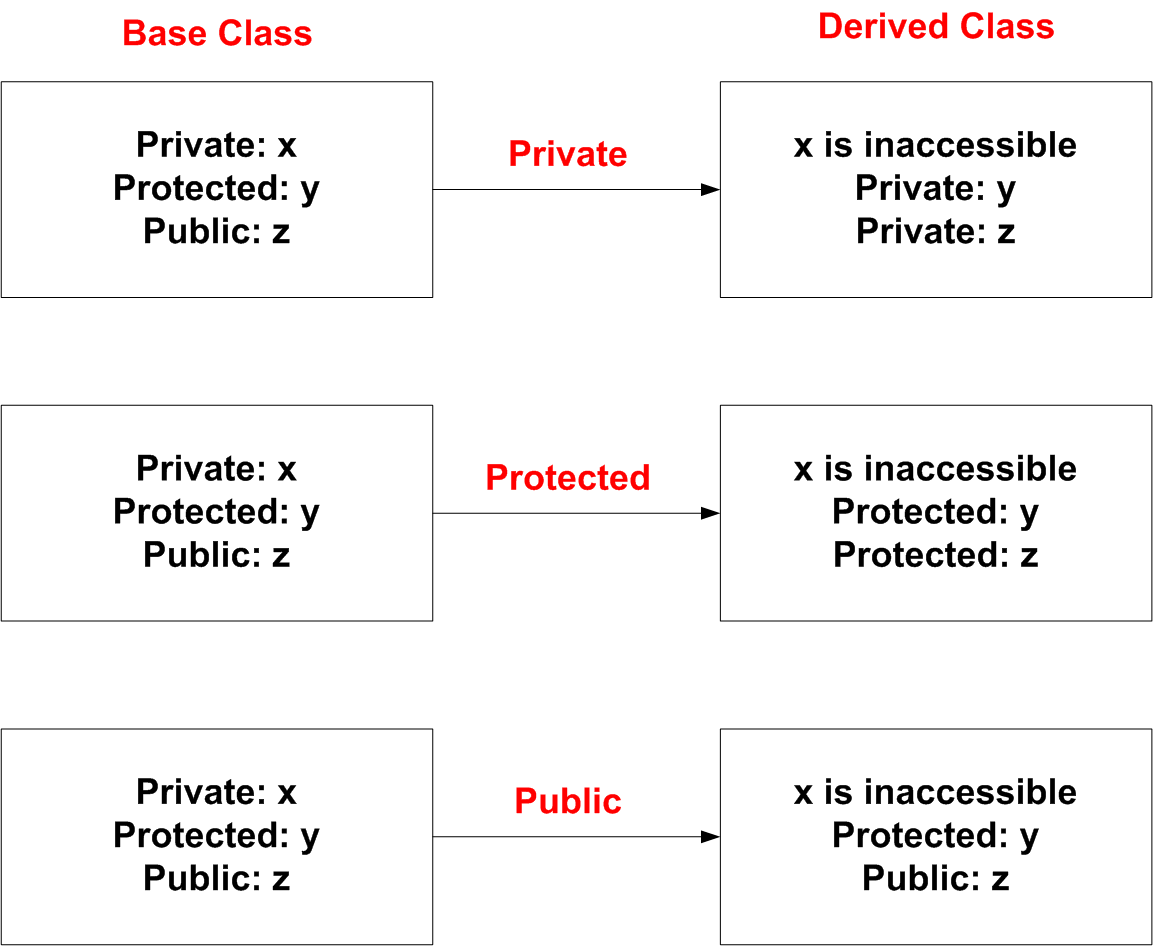 Base Class
Derived Class
Private: x
Protected: y
Public: z
Private
x is inaccessible
Private: y
Private: z
Private: x
Protected: y
Public: z
Protected
x is inaccessible
Protected: y
Protected: z
Private: x
Protected: y
Public: z
Public
x is inaccessible
Protected: y
Public: z